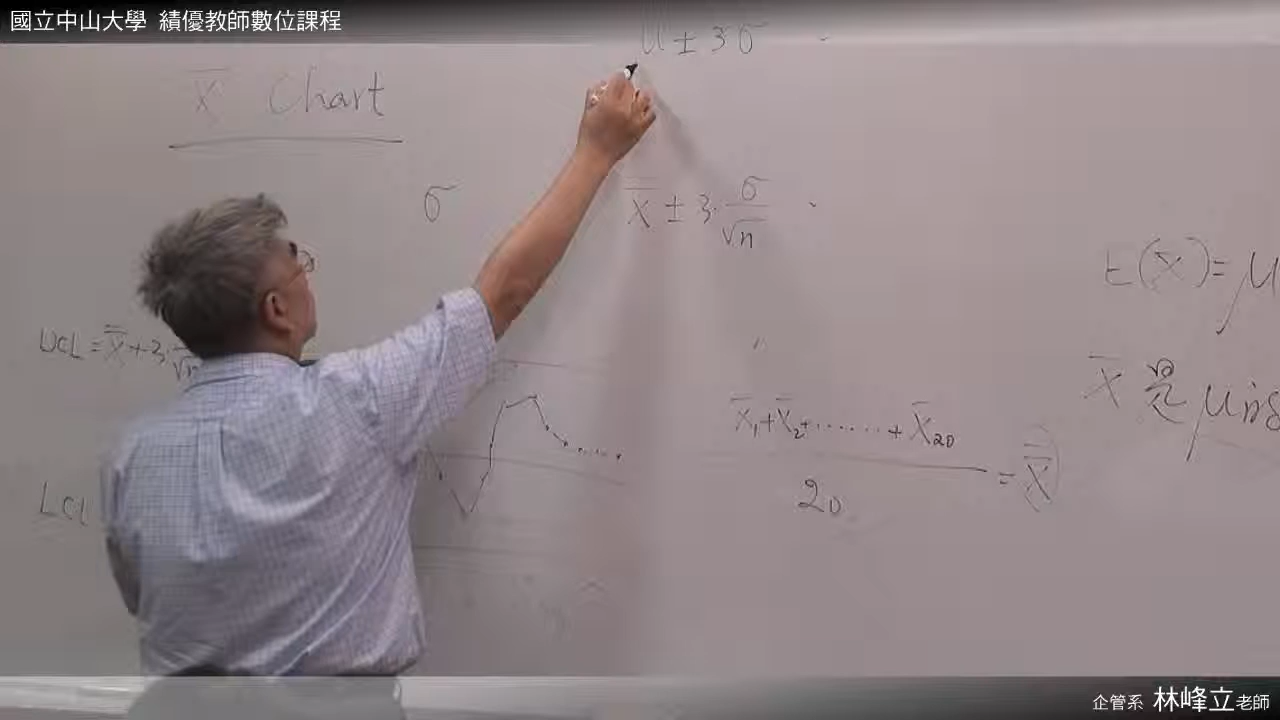 國立中山大學 績優教師數位課程
μ ± 3σ
X̄ Chart
σ
X̄ ± 3·σ/√n
E(X̄) = μ
UCL = X̿ + 3·
√n
X̄ 是 μ
X̄₁+X̄₂+······+X̄₂₀
= X̿
20
LCL
企管系 林峰立老師